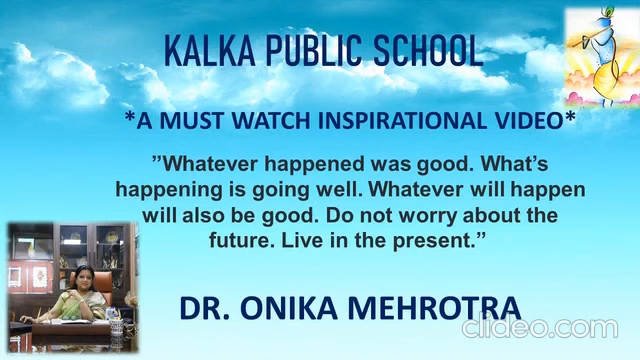 KALKA PUBLIC SCHOOL
*A MUST WATCH INSPIRATIONAL VIDEO*
”Whatever happened was good. What’s
happening is going well. Whatever will happen
will also be good. Do not worry about the
future. Live in the present.”
DR. ONIKA MEHROTRA
clideo.com